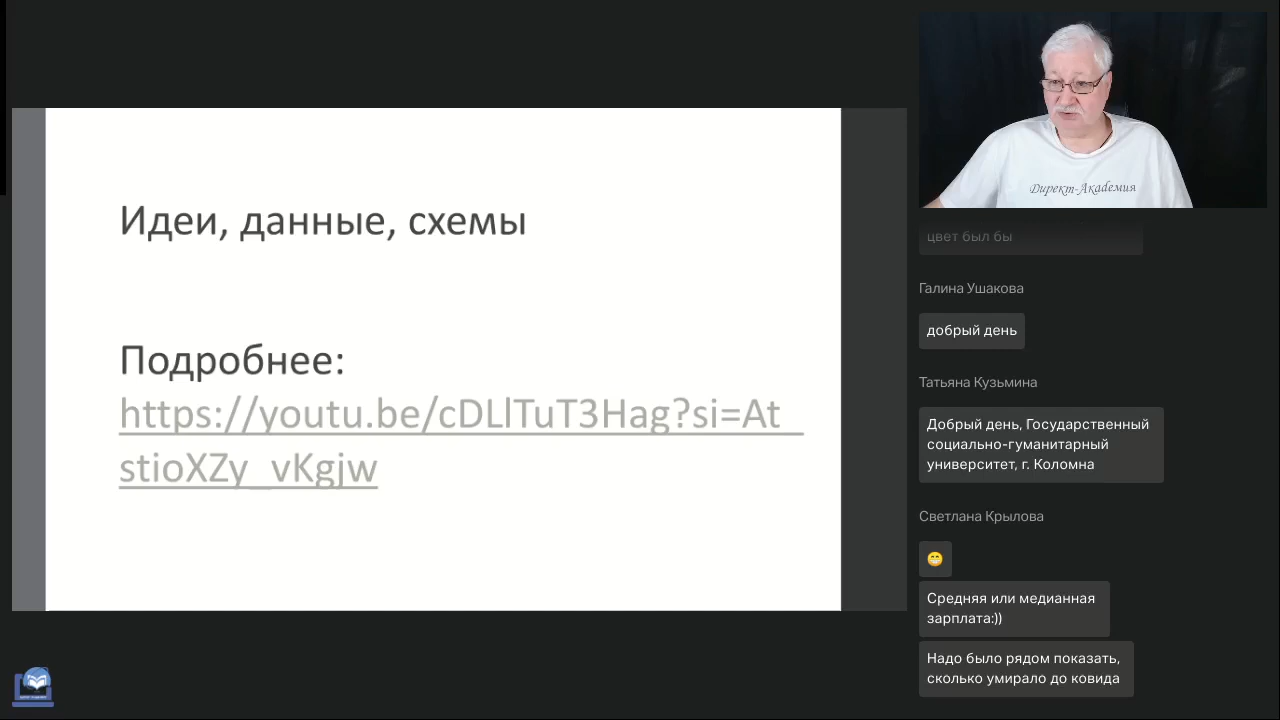 Идеи, данные, схемы
Подробнее:
https://youtu.be/cDLlTuT3Hag?si=At_
stioXZy_vKgjw
Директ-Академия
цвет был бы
Галина Ушакова
добрый день
Татьяна Кузьмина
Добрый день, Государственный
социально-гуманитарный
университет, г. Коломна
Светлана Крылова
😁
Средняя или медианная
зарплата:))
Надо было рядом показать,
сколько умирало до ковида